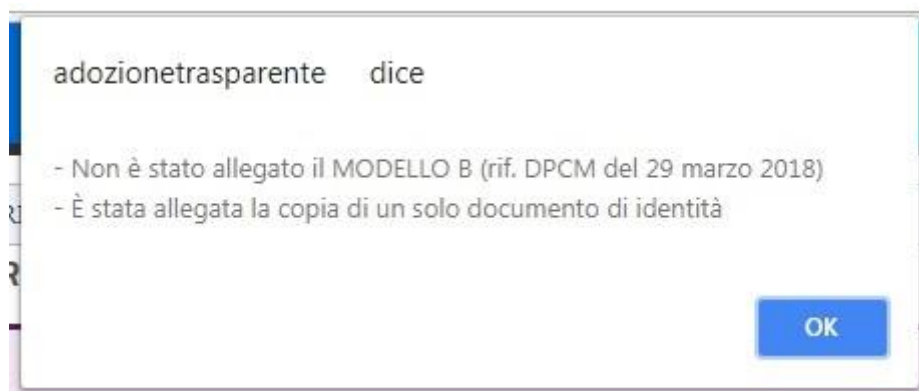 adozionetrasparente dice
- Non è stato allegato il MODELLO B (rif. DPCM del 29 marzo 2018)
- È stata allegata la copia di un solo documento di identità
OK